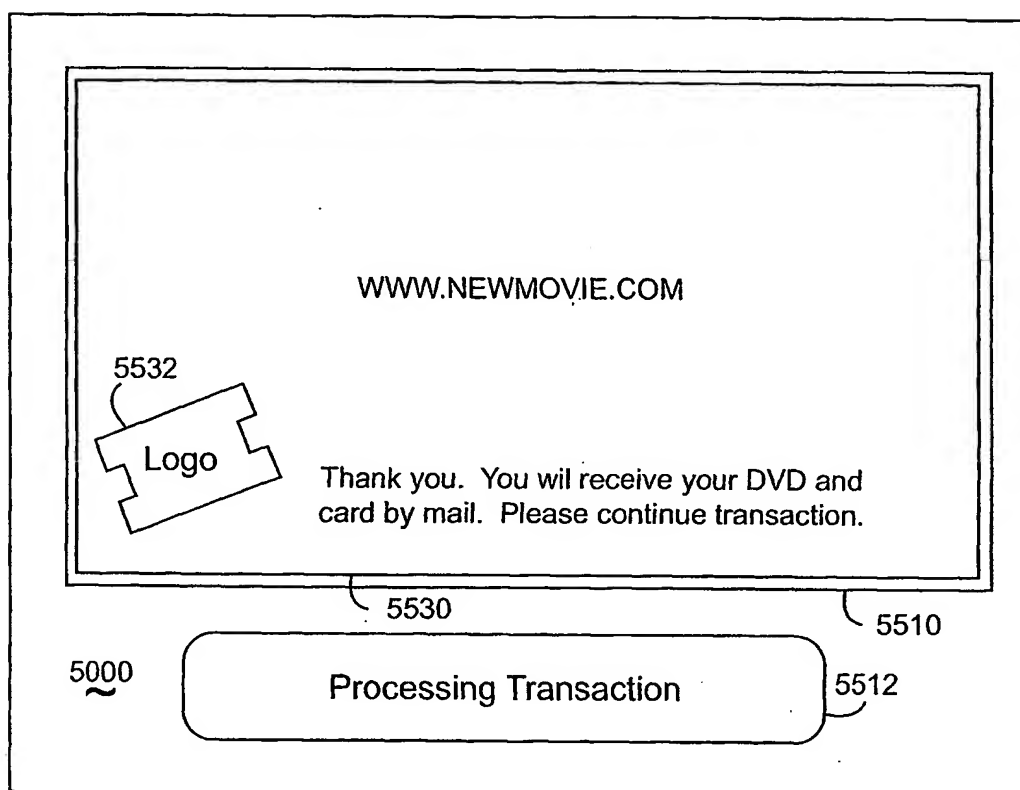 WWW.NEWMOVIE.COM
5532
Logo
Thank you. You wil receive your DVD and
card by mail. Please continue transaction.
5530
5510
5000
Processing Transaction
5512